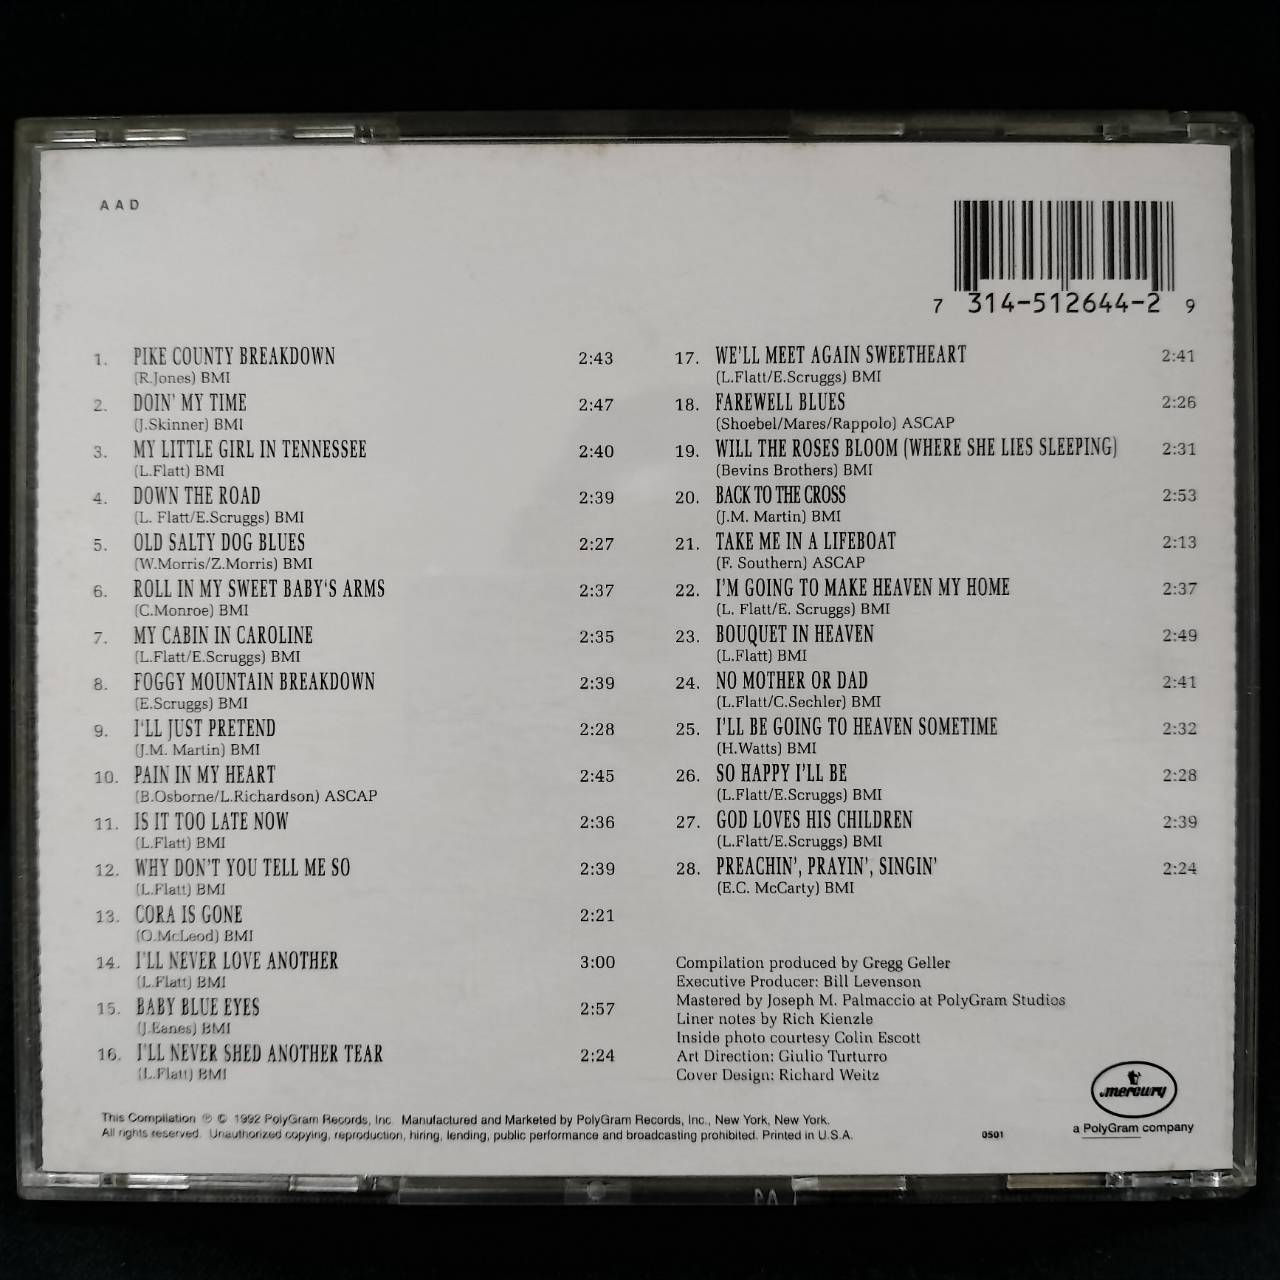 AAD
7 314-512644-2 9
1. PIKE COUNTY BREAKDOWN 2:43
(R.Jones) BMI
2. DOIN' MY TIME 2:47
(J.Skinner) BMI
3. MY LITTLE GIRL IN TENNESSEE 2:40
(L.Flatt) BMI
4. DOWN THE ROAD 2:39
(L. Flatt/E.Scruggs) BMI
5. OLD SALTY DOG BLUES 2:27
(W.Morris/Z.Morris) BMI
6. ROLL IN MY SWEET BABY'S ARMS 2:37
(C.Monroe) BMI
7. MY CABIN IN CAROLINE 2:35
(L.Flatt/E.Scruggs) BMI
8. FOGGY MOUNTAIN BREAKDOWN 2:39
(E.Scruggs) BMI
9. I'LL JUST PRETEND 2:28
(J.M. Martin) BMI
10. PAIN IN MY HEART 2:45
(B.Osborne/L.Richardson) ASCAP
11. IS IT TOO LATE NOW 2:36
(L.Flatt) BMI
12. WHY DON'T YOU TELL ME SO 2:39
(L.Flatt) BMI
13. CORA IS GONE 2:21
(O.McLeod) BMI
14. I'LL NEVER LOVE ANOTHER 3:00
(L.Flatt) BMI
15. BABY BLUE EYES 2:57
(J.Eanes) BMI
16. I'LL NEVER SHED ANOTHER TEAR 2:24
(L.Flatt) BMI
17. WE'LL MEET AGAIN SWEETHEART 2:41
(L.Flatt/E.Scruggs) BMI
18. FAREWELL BLUES 2:26
(Shoebel/Mares/Rappolo) ASCAP
19. WILL THE ROSES BLOOM (WHERE SHE LIES SLEEPING) 2:31
(Bevins Brothers) BMI
20. BACK TO THE CROSS 2:53
(J.M. Martin) BMI
21. TAKE ME IN A LIFEBOAT 2:13
(F. Southern) ASCAP
22. I'M GOING TO MAKE HEAVEN MY HOME 2:37
(L. Flatt/E. Scruggs) BMI
23. BOUQUET IN HEAVEN 2:49
(L.Flatt) BMI
24. NO MOTHER OR DAD 2:41
(L.Flatt/C.Sechler) BMI
25. I'LL BE GOING TO HEAVEN SOMETIME 2:32
(H.Watts) BMI
26. SO HAPPY I'LL BE 2:28
(L.Flatt/E.Scruggs) BMI
27. GOD LOVES HIS CHILDREN 2:39
(L.Flatt/E.Scruggs) BMI
28. PREACHIN', PRAYIN', SINGIN' 2:24
(E.C. McCarty) BMI
Compilation produced by Gregg Geller
Executive Producer: Bill Levenson
Mastered by Joseph M. Palmaccio at PolyGram Studios
Liner notes by Rich Kienzle
Inside photo courtesy Colin Escott
Art Direction: Giulio Turturro
Cover Design: Richard Weitz
mercury
a PolyGram company
This Compilation ℗ © 1992 PolyGram Records, Inc. Manufactured and Marketed by PolyGram Records, Inc., New York, New York.
All rights reserved. Unauthorized copying, reproduction, hiring, lending, public performance and broadcasting prohibited. Printed in U.S.A. 0501